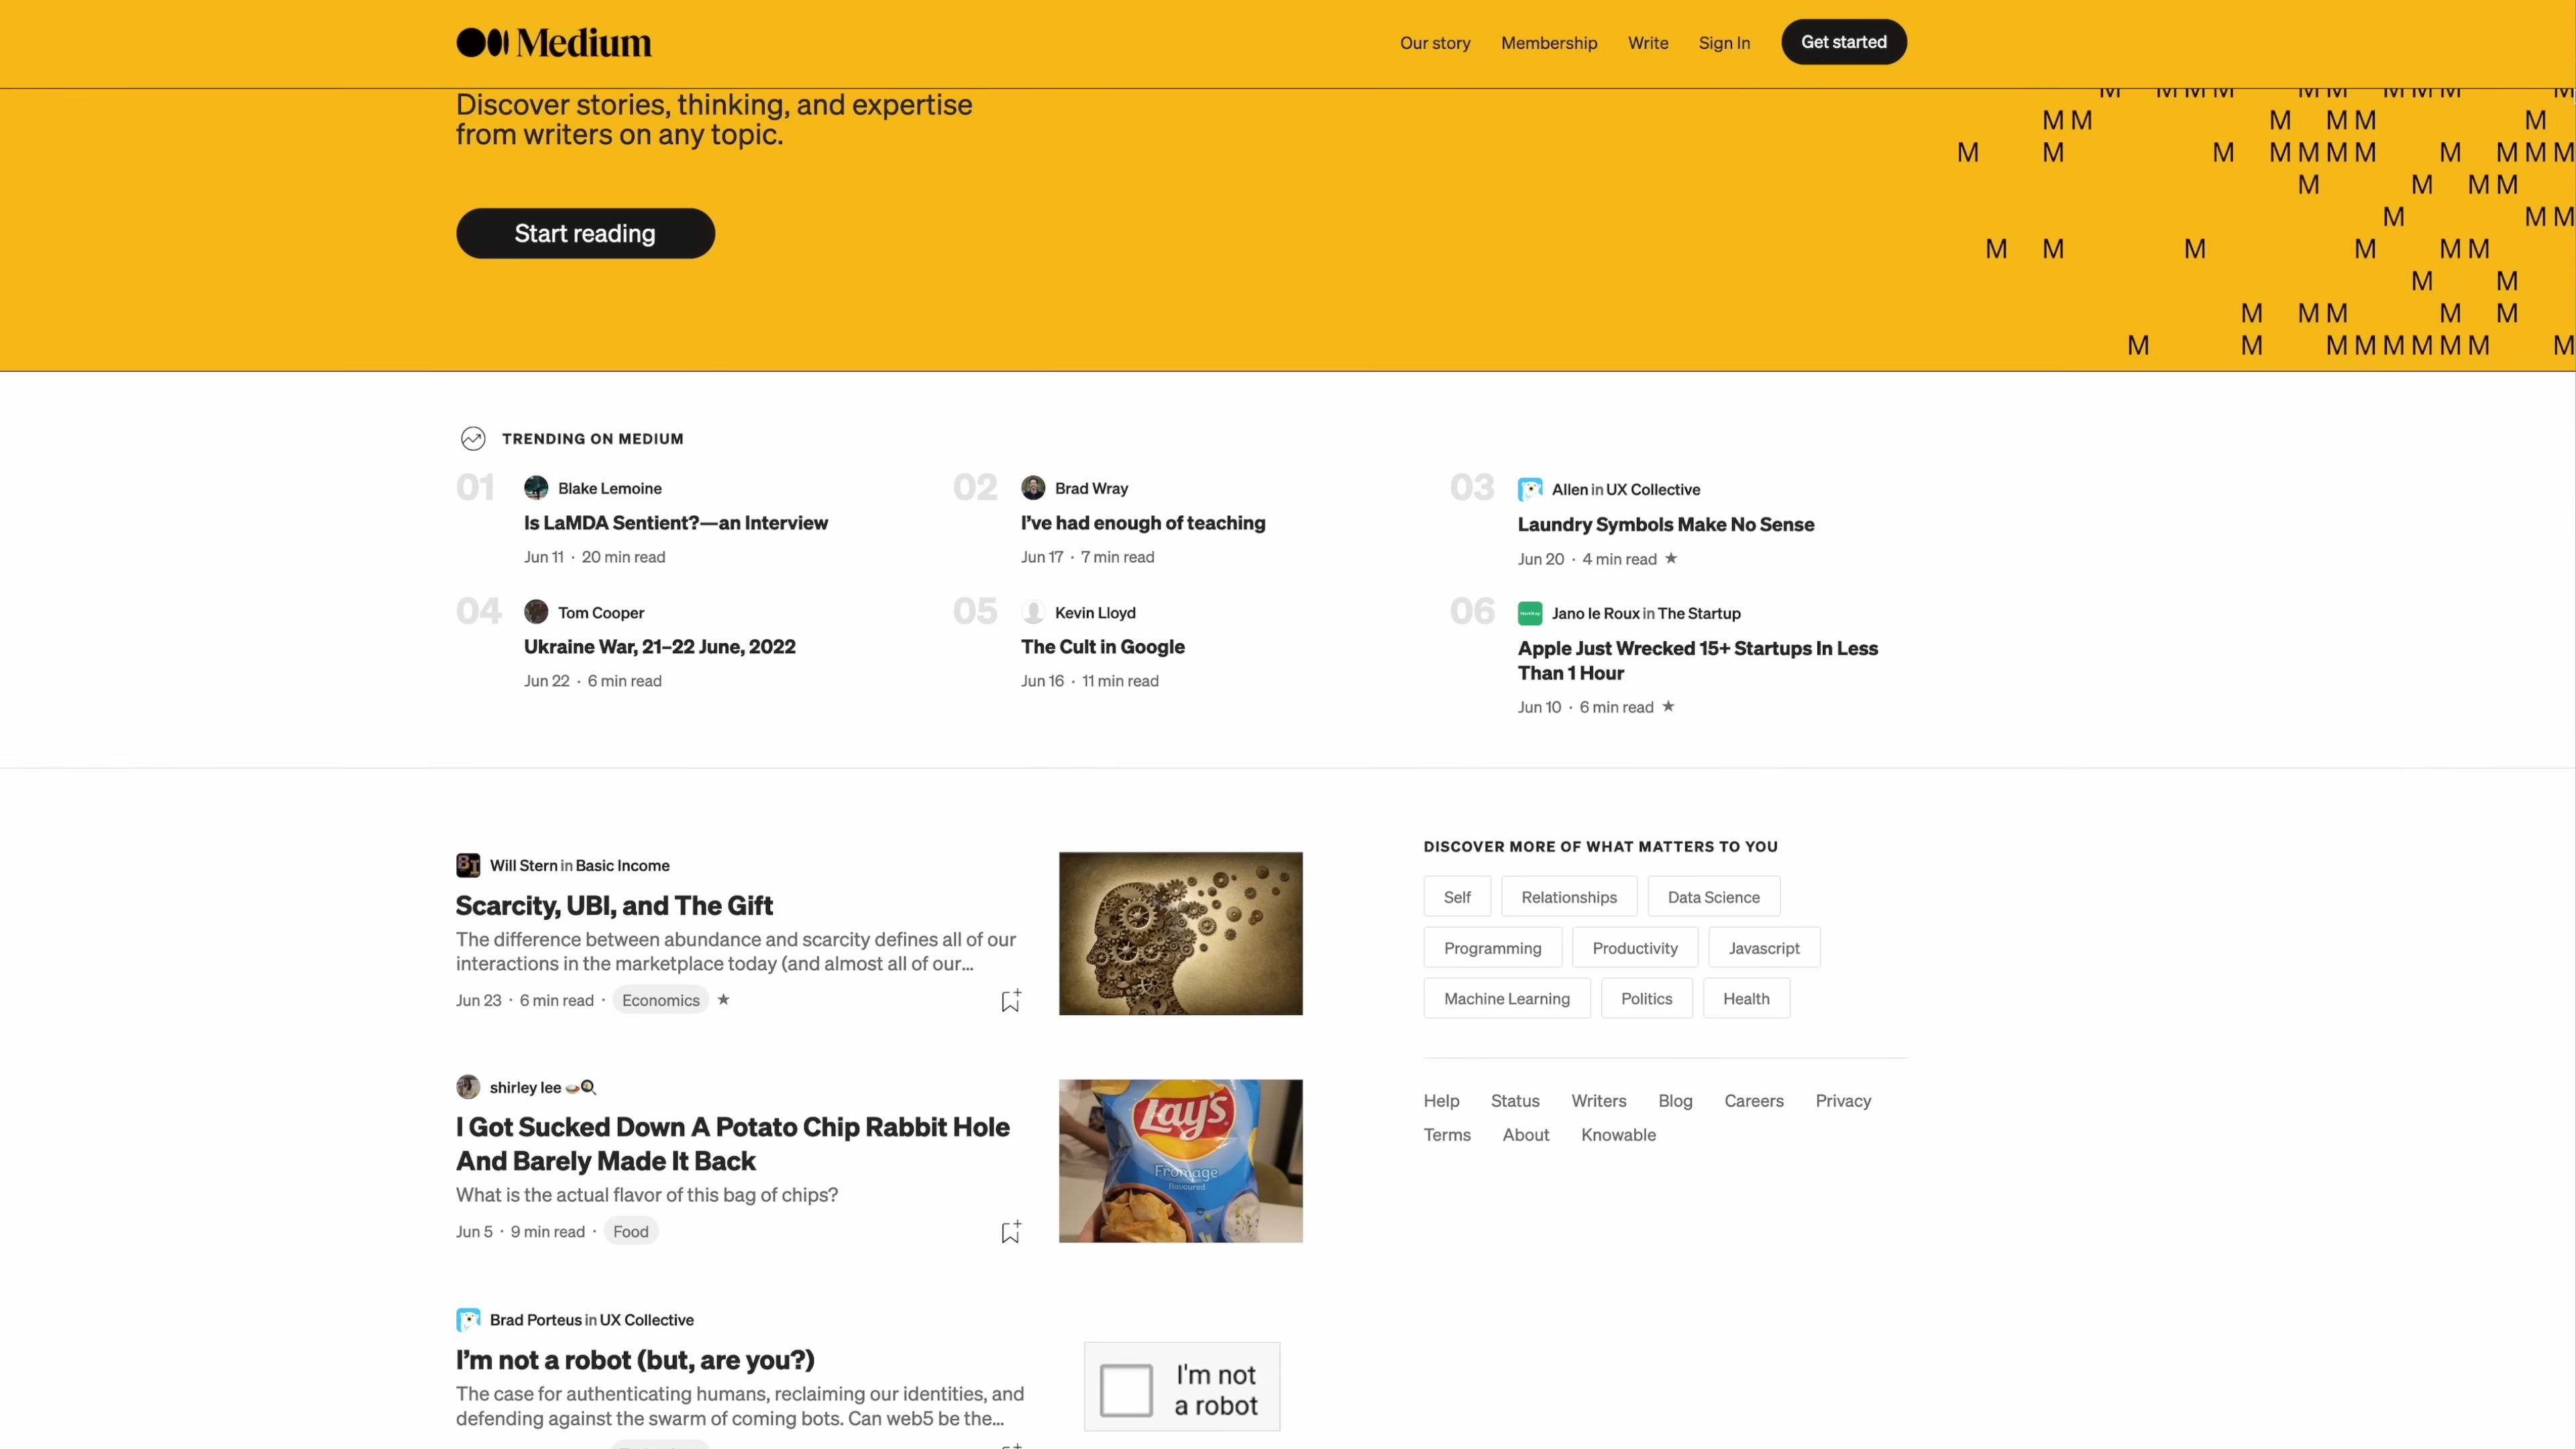 Medium
Our story Membership Write Sign In Get started
Discover stories, thinking, and expertise
from writers on any topic.
Start reading
M M M M M M M M M M
M M M M M M
M M M M M M M M M M M
M M M M
M M M
M M M M M M
M M
M M M M M
M M M M M M M M M
TRENDING ON MEDIUM
01
Blake Lemoine
Is LaMDA Sentient?—an Interview
Jun 11 · 20 min read
02
Brad Wray
I’ve had enough of teaching
Jun 17 · 7 min read
03
Allen in UX Collective
Laundry Symbols Make No Sense
Jun 20 · 4 min read ★
04
Tom Cooper
Ukraine War, 21–22 June, 2022
Jun 22 · 6 min read
05
Kevin Lloyd
The Cult in Google
Jun 16 · 11 min read
06
Jano le Roux in The Startup
Apple Just Wrecked 15+ Startups In Less
Than 1 Hour
Jun 10 · 6 min read ★
BI
Will Stern in Basic Income
Scarcity, UBI, and The Gift
The difference between abundance and scarcity defines all of our
interactions in the marketplace today (and almost all of our...
Jun 23 · 6 min read · Economics ★
shirley lee
I Got Sucked Down A Potato Chip Rabbit Hole
And Barely Made It Back
What is the actual flavor of this bag of chips?
Jun 5 · 9 min read · Food
Lay's
Fromage
flavoured
Brad Porteus in UX Collective
I’m not a robot (but, are you?)
The case for authenticating humans, reclaiming our identities, and
defending against the swarm of coming bots. Can web5 be the...
I'm not
a robot
DISCOVER MORE OF WHAT MATTERS TO YOU
Self Relationships Data Science
Programming Productivity Javascript
Machine Learning Politics Health
Help Status Writers Blog Careers Privacy
Terms About Knowable